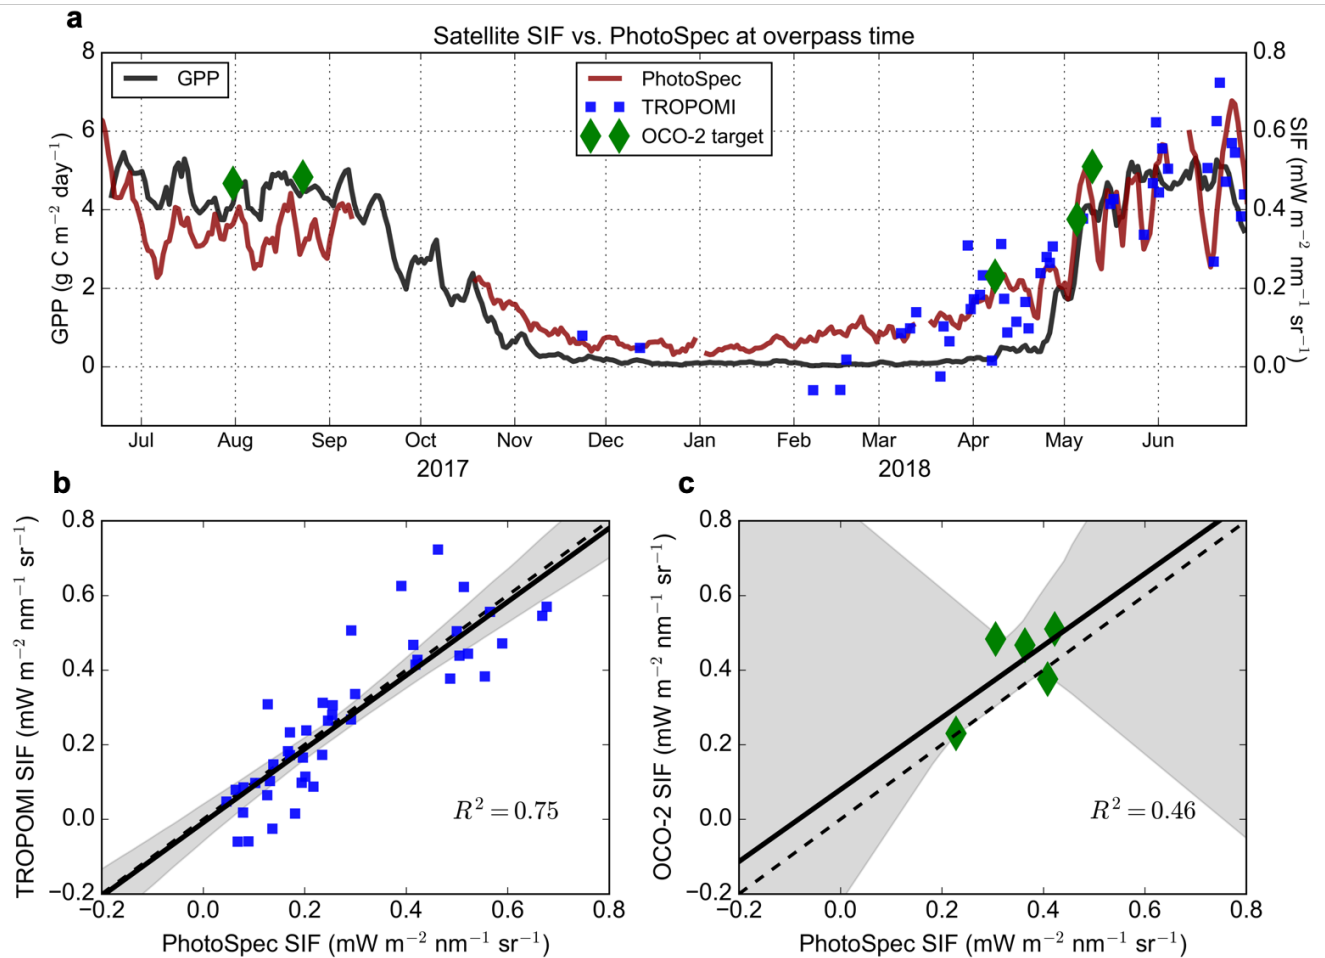 a
Satellite SIF vs. PhotoSpec at overpass time
GPP
PhotoSpec
TROPOMI
OCO-2 target
GPP (g C m⁻² day⁻¹)
8
6
4
2
0
SIF (mW m⁻² nm⁻¹ sr⁻¹)
0.8
0.6
0.4
0.2
0.0
Jul Aug Sep Oct Nov Dec Jan Feb Mar Apr May Jun
2017 2018
b
TROPOMI SIF (mW m⁻² nm⁻¹ sr⁻¹)
0.8
0.6
0.4
0.2
0.0
−0.2
R² = 0.75
−0.2 0.0 0.2 0.4 0.6 0.8
PhotoSpec SIF (mW m⁻² nm⁻¹ sr⁻¹)
c
OCO-2 SIF (mW m⁻² nm⁻¹ sr⁻¹)
0.8
0.6
0.4
0.2
0.0
−0.2
R² = 0.46
−0.2 0.0 0.2 0.4 0.6 0.8
PhotoSpec SIF (mW m⁻² nm⁻¹ sr⁻¹)